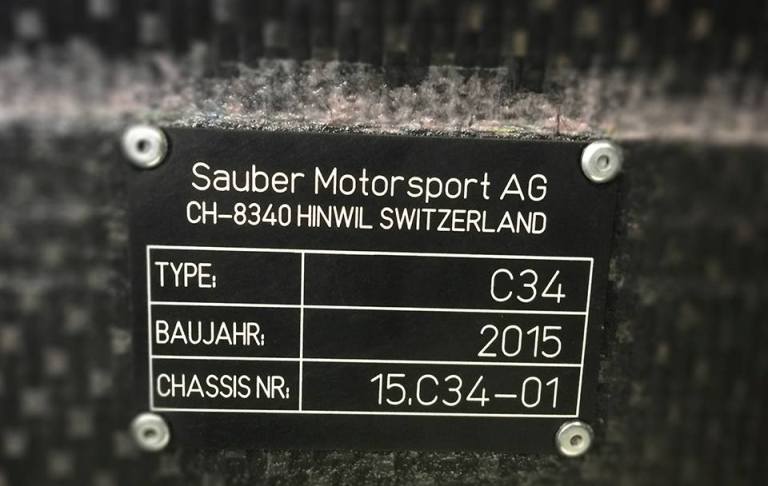 Sauber Motorsport AG
CH-8340 HINWIL SWITZERLAND
TYPE: C34
BAUJAHR: 2015
CHASSIS NR: 15.C34-01